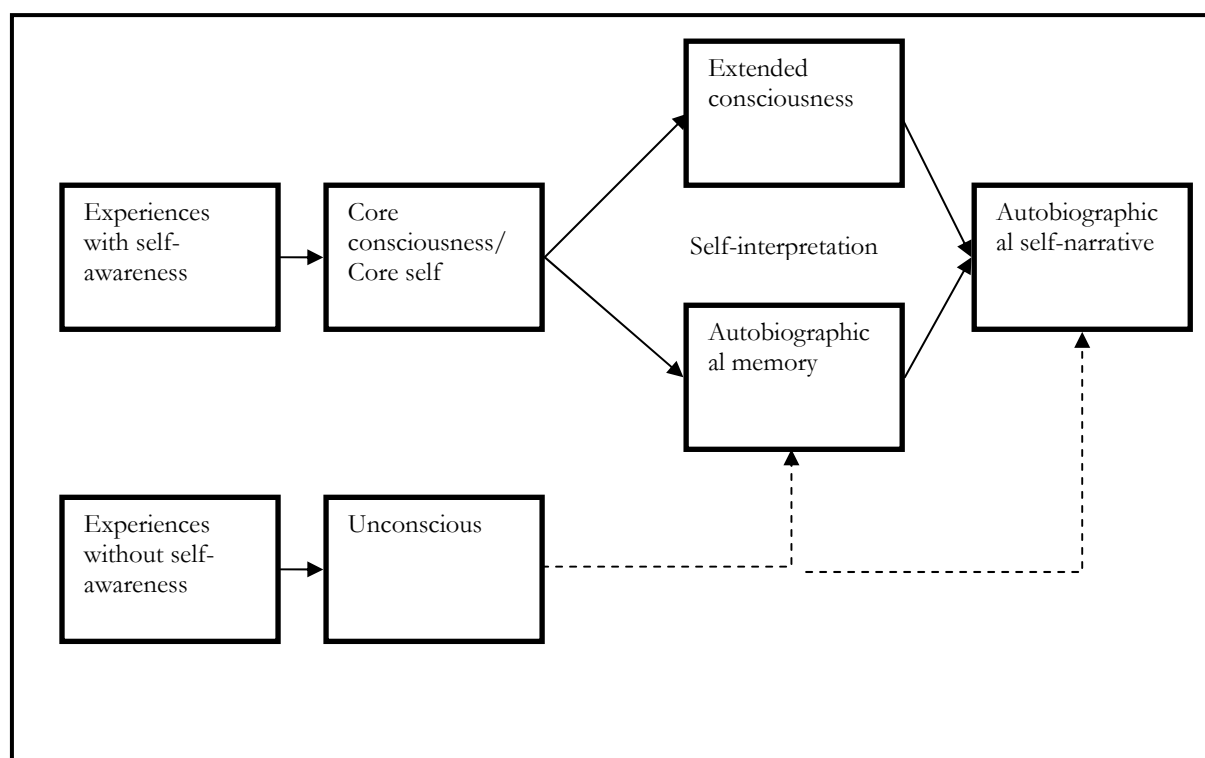 Extended
consciousness
Experiences
with self-
awareness
Core
consciousness/
Core self
Self-interpretation
Autobiographic
al self-narrative
Autobiographic
al memory
Experiences
without self-
awareness
Unconscious